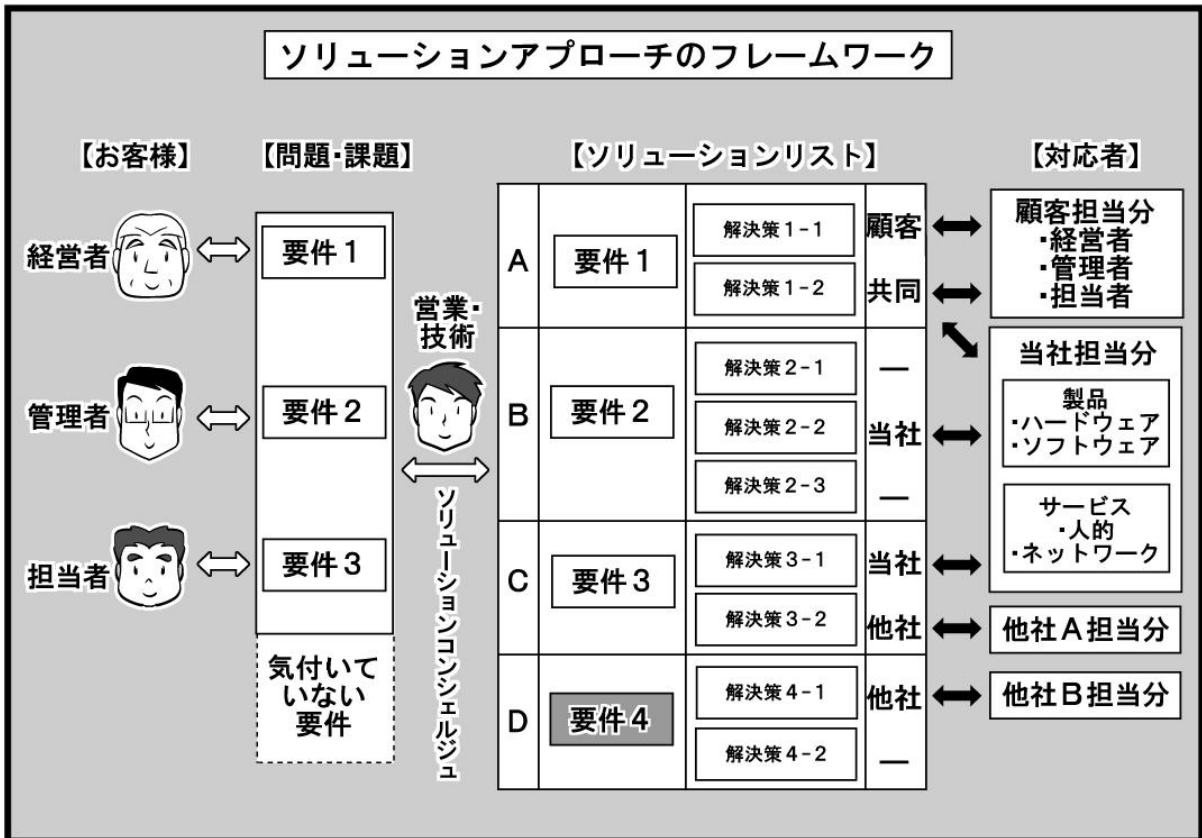 ソリューションアプローチのフレームワーク
【お客様】
経営者
管理者
担当者
【問題・課題】
要件1
要件2
要件3
気付いて
いない
要件
営業・
技術
ソリューションコンシェルジュ
【ソリューションリスト】
A
要件1
解決策1-1
顧客
解決策1-2
共同
B
要件2
解決策2-1
―
解決策2-2
当社
解決策2-3
―
C
要件3
解決策3-1
当社
解決策3-2
他社
D
要件4
解決策4-1
他社
解決策4-2
―
【対応者】
顧客担当分
・経営者
・管理者
・担当者
当社担当分
製品
・ハードウェア
・ソフトウェア
サービス
・人的
・ネットワーク
他社A担当分
他社B担当分